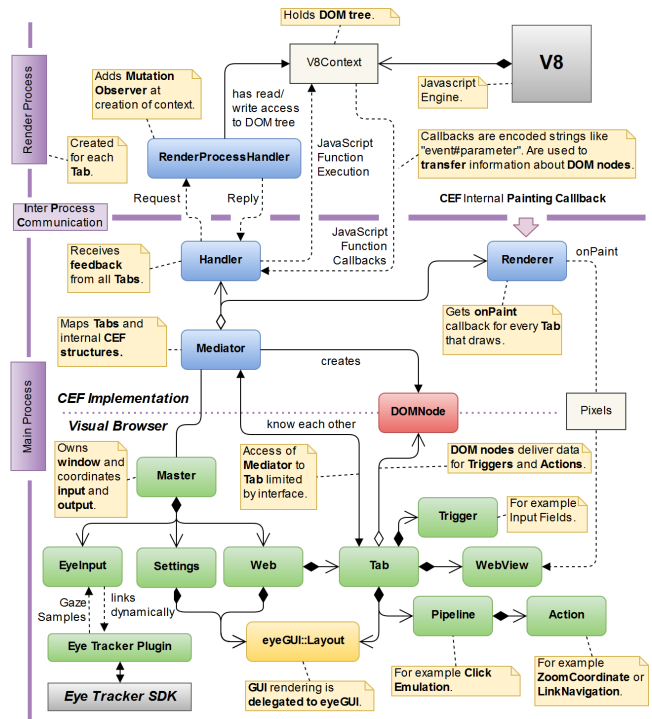 Holds DOM tree.
V8Context
V8
Adds Mutation
Observer at
creation of context.
has read/
write access
to DOM tree
Javascript
Engine.
Render Process
Created
for each
Tab.
RenderProcessHandler
JavaScript
Function
Execution
Callbacks are encoded strings like
"event#parameter". Are used to
transfer information about DOM nodes.
Request
Reply
CEF Internal Painting Calllback
Inter Process
Communication
JavaScript
Function
Callbacks
Receives
feedback
from all Tabs.
Handler
Renderer
onPaint
Maps Tabs and
internal CEF
structures.
Gets onPaint
callback for every Tab
that draws.
Mediator
creates
Main Process
CEF Implementation
DOMNode
Pixels
Visual Browser
know each other
Owns
window and
coordinates
input and
output.
Master
Access of
Mediator to
Tab limited
by interface.
DOM nodes deliver data
for Triggers and Actions.
Trigger
For example
Input Fields.
EyeInput
Settings
Web
Tab
WebView
Gaze
Samples
links
dynamically
Pipeline
Action
Eye Tracker Plugin
eyeGUI::Layout
Eye Tracker SDK
GUI rendering is
delegated to eyeGUI.
For example Click
Emulation.
For example
ZoomCoordinate or
LinkNavigation.